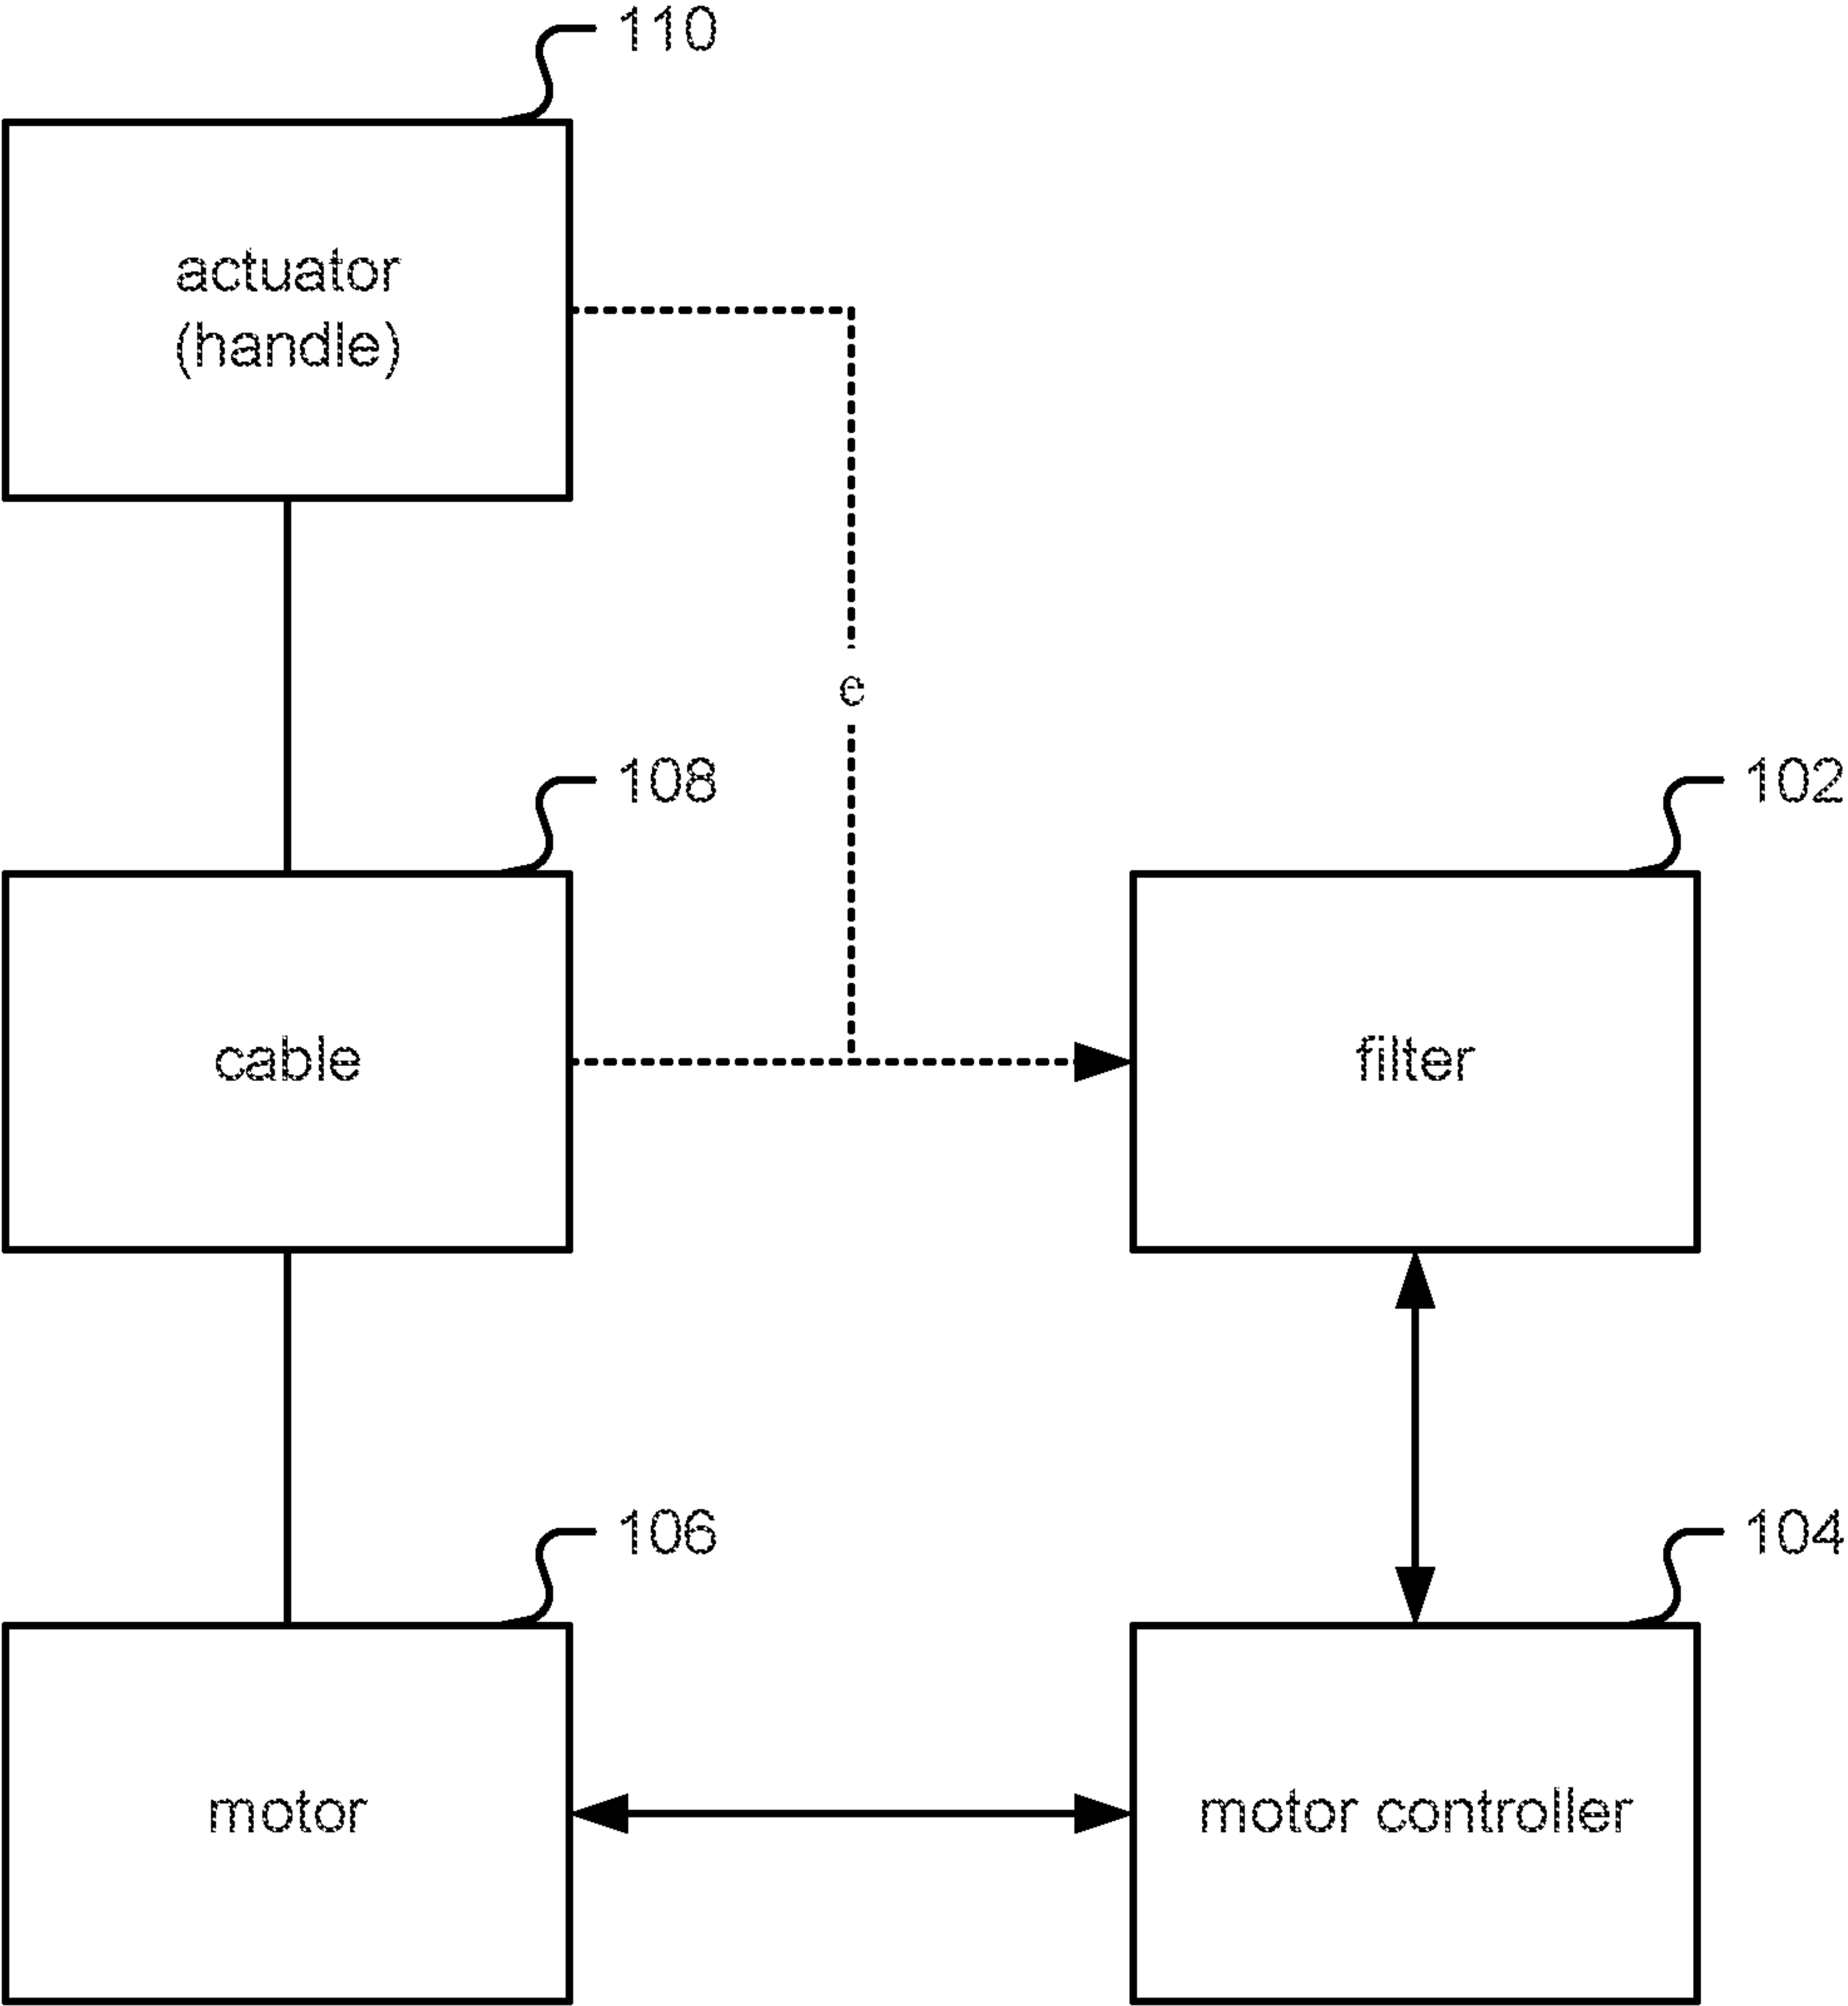 110
actuator
(handle)
e
108
102
cable
filter
106
104
motor
motor controller